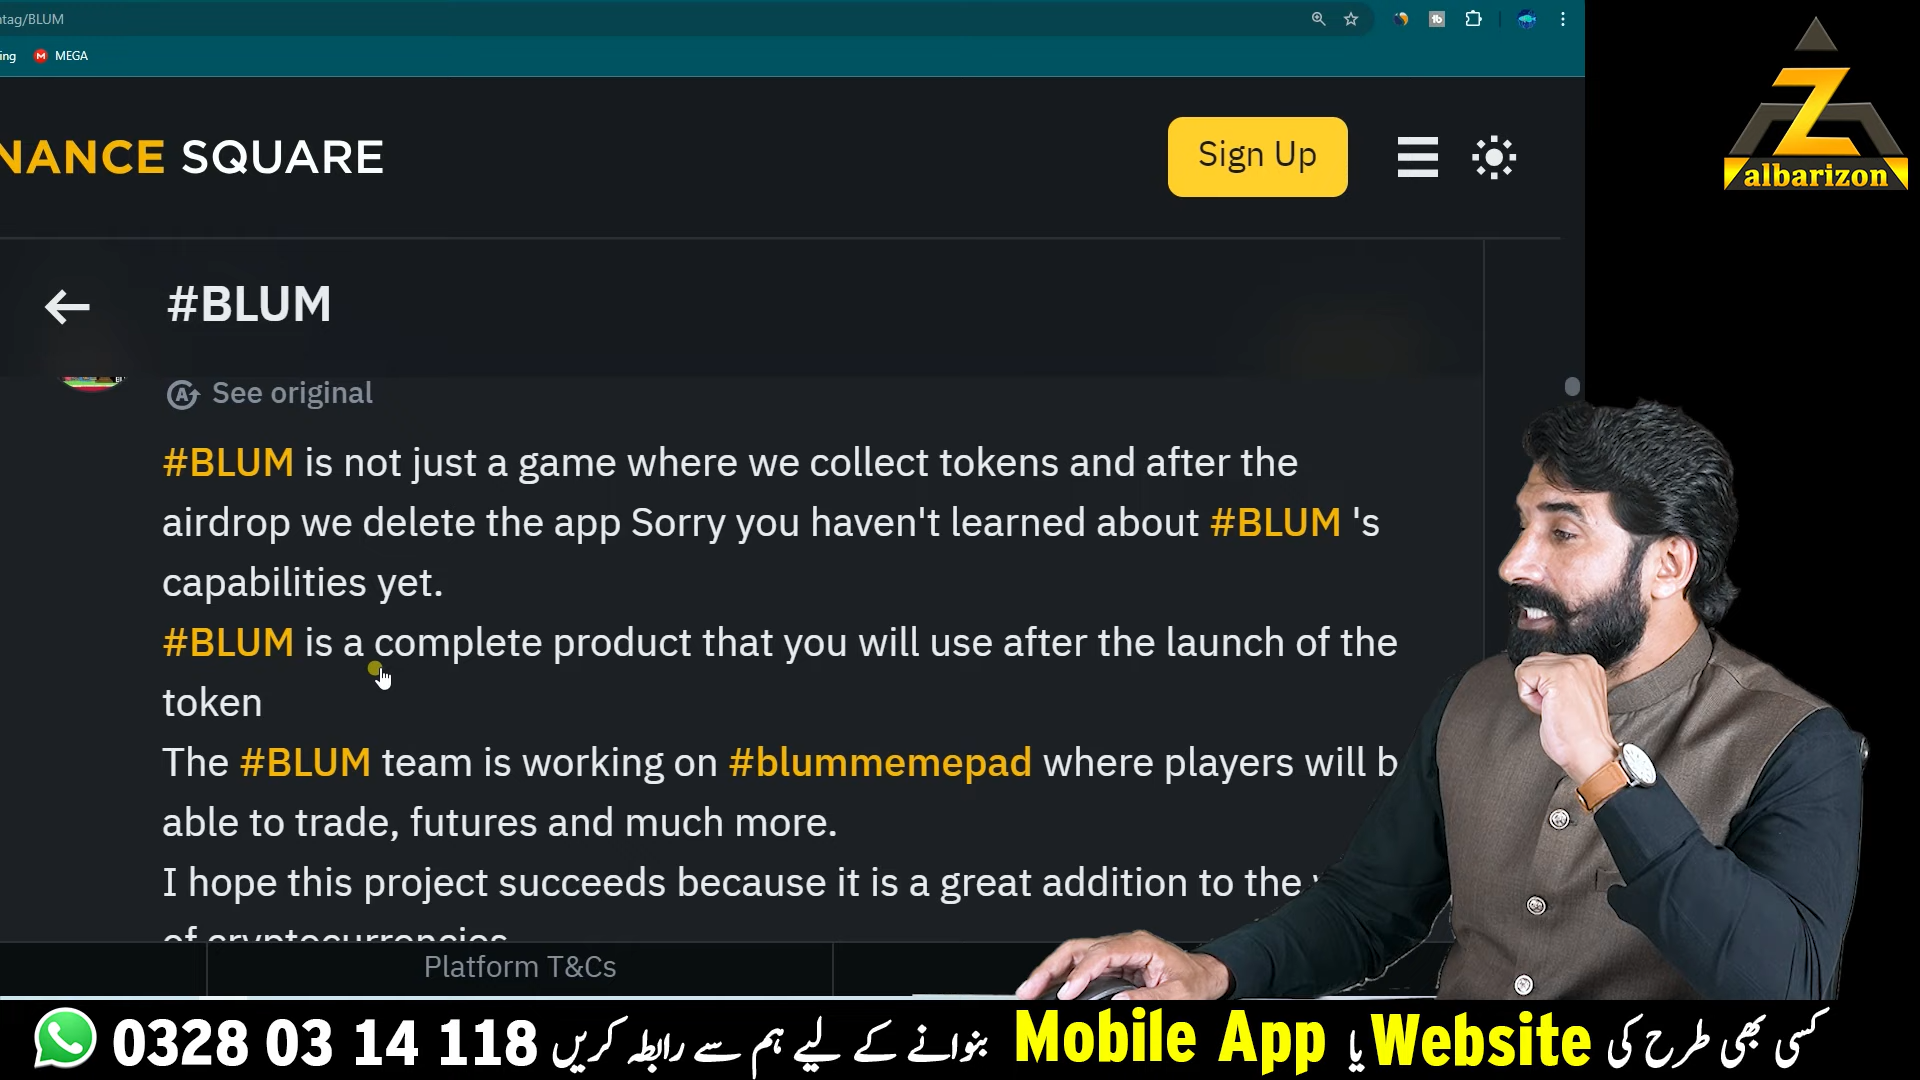 ntag/BLUM
ing MEGA
NANCE SQUARE
Sign Up
albarizon
#BLUM
See original
#BLUM is not just a game where we collect tokens and after the
airdrop we delete the app Sorry you haven't learned about #BLUM 's
capabilities yet.
#BLUM is a complete product that you will use after the launch of the
token
The #BLUM team is working on #blummemepad where players will b
able to trade, futures and much more.
I hope this project succeeds because it is a great addition to the
of cryptocurrencies
Platform T&Cs
کسی بھی طرح کی Website یا Mobile App بنوانے کے لیے ہم سے رابطہ کریں 0328 03 14 118